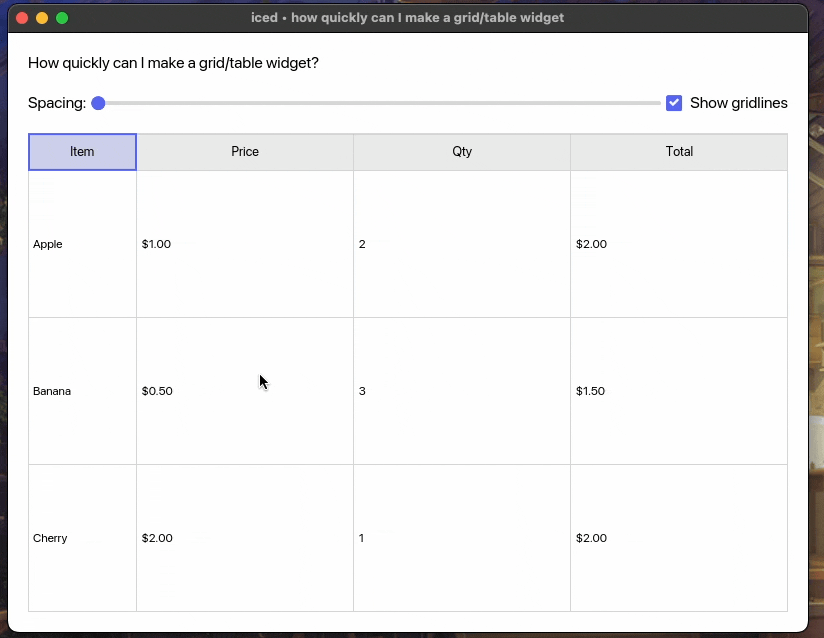 iced • how quickly can I make a grid/table widget
How quickly can I make a grid/table widget?
Spacing: Show gridlines
Item Price Qty Total
Apple $1.00 2 $2.00
Banana $0.50 3 $1.50
Cherry $2.00 1 $2.00